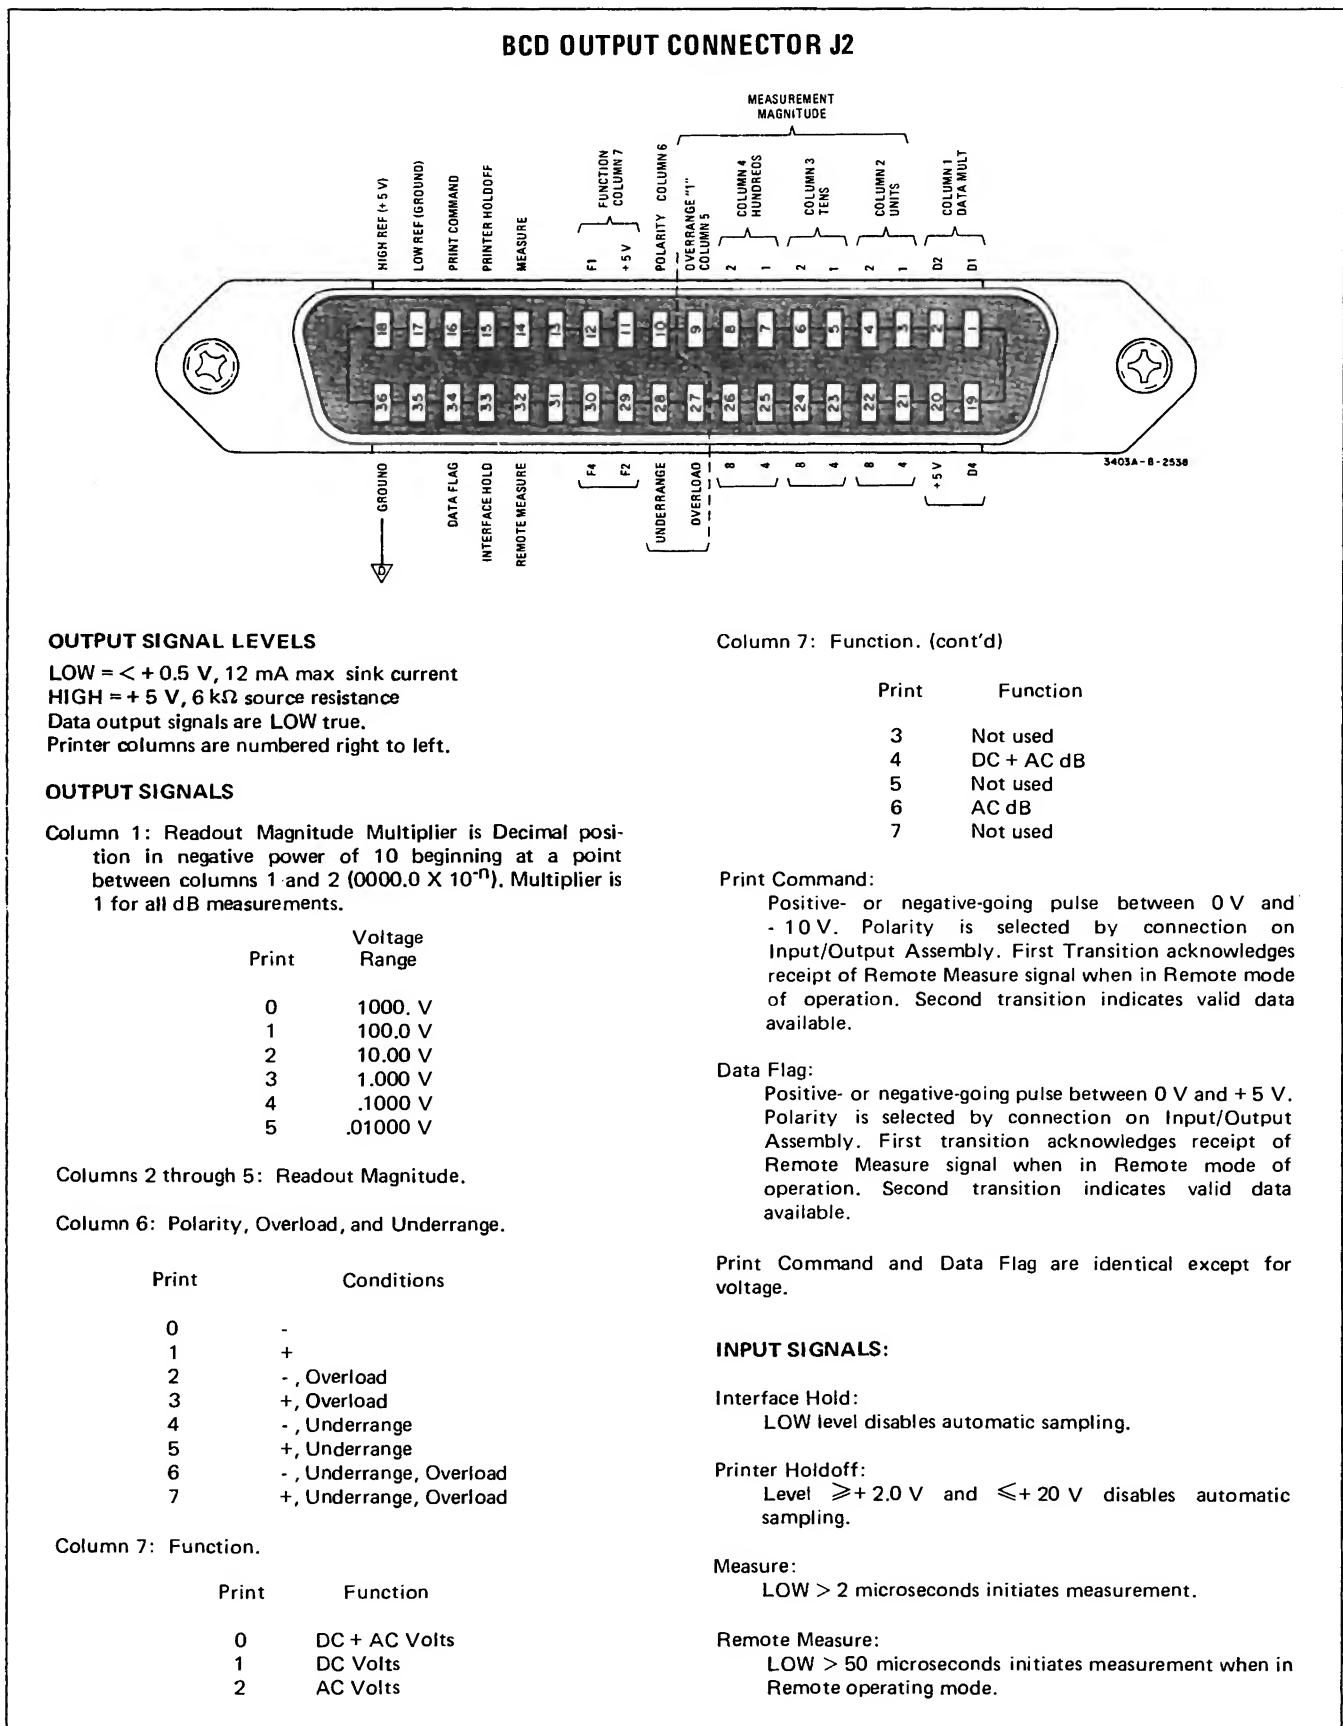 BCD OUTPUT CONNECTOR J2
MEASUREMENT
MAGNITUDE
HIGH REF (+ 5 V)
LOW REF (GROUND)
PRINT COMMAND
PRINTER HOLDOFF
MEASURE
FUNCTION
COLUMN 7
F1
+ 5 V
POLARITY COLUMN 6
OVERRANGE "1"
COLUMN 5
COLUMN 4
HUNDREDS
2
1
COLUMN 3
TENS
2
1
COLUMN 2
UNITS
2
1
COLUMN 1
DATA MULT
D2
D1
18 17 16 15 14 13 12 11 10 9 8 7 6 5 4 3 2 1
36 35 34 33 32 31 30 29 28 27 26 25 24 23 22 21 20 19
GROUND
DATA FLAG
INTERFACE HOLD
REMOTE MEASURE
F4
F2
UNDERRANGE
OVERLOAD
8
4
8
4
8
4
+ 5 V
D4
3403A-B-2538
D
OUTPUT SIGNAL LEVELS
LOW = < + 0.5 V, 12 mA max sink current
HIGH = + 5 V, 6 kΩ source resistance
Data output signals are LOW true.
Printer columns are numbered right to left.
OUTPUT SIGNALS
Column 1: Readout Magnitude Multiplier is Decimal posi-
tion in negative power of 10 beginning at a point
between columns 1 and 2 (0000.0 X 10⁻ⁿ). Multiplier is
1 for all dB measurements.
Voltage
Print Range
0 1000. V
1 100.0 V
2 10.00 V
3 1.000 V
4 .1000 V
5 .01000 V
Columns 2 through 5: Readout Magnitude.
Column 6: Polarity, Overload, and Underrange.
Print Conditions
0 -
1 +
2 - , Overload
3 +, Overload
4 - , Underrange
5 +, Underrange
6 - , Underrange, Overload
7 +, Underrange, Overload
Column 7: Function.
Print Function
0 DC + AC Volts
1 DC Volts
2 AC Volts
Column 7: Function. (cont'd)
Print Function
3 Not used
4 DC + AC dB
5 Not used
6 AC dB
7 Not used
Print Command:
Positive- or negative-going pulse between 0 V and
- 10 V. Polarity is selected by connection on
Input/Output Assembly. First Transition acknowledges
receipt of Remote Measure signal when in Remote mode
of operation. Second transition indicates valid data
available.
Data Flag:
Positive- or negative-going pulse between 0 V and + 5 V.
Polarity is selected by connection on Input/Output
Assembly. First transition acknowledges receipt of
Remote Measure signal when in Remote mode of
operation. Second transition indicates valid data
available.
Print Command and Data Flag are identical except for
voltage.
INPUT SIGNALS:
Interface Hold:
LOW level disables automatic sampling.
Printer Holdoff:
Level ⩾+ 2.0 V and ⩽+ 20 V disables automatic
sampling.
Measure:
LOW > 2 microseconds initiates measurement.
Remote Measure:
LOW > 50 microseconds initiates measurement when in
Remote operating mode.